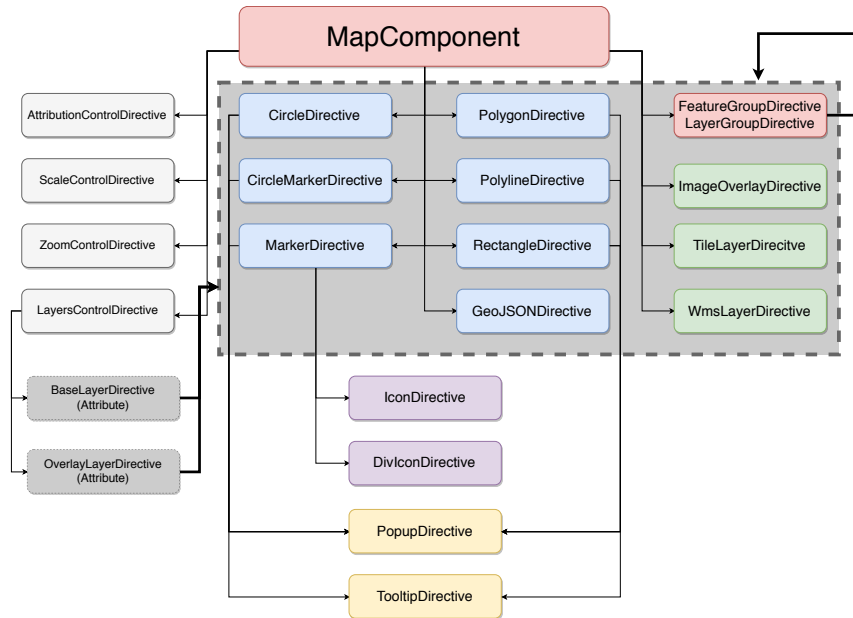 MapComponent
AttributionControlDirective
CircleDirective
PolygonDirective
FeatureGroupDirective
LayerGroupDirective
ScaleControlDirective
CircleMarkerDirective
PolylineDirective
ImageOverlayDirective
ZoomControlDirective
MarkerDirective
RectangleDirective
TileLayerDirecitve
LayersControlDirective
GeoJSONDirective
WmsLayerDirective
BaseLayerDirective
(Attribute)
IconDirective
OverlayLayerDirective
(Attribute)
DivIconDirective
PopupDirective
TooltipDirective